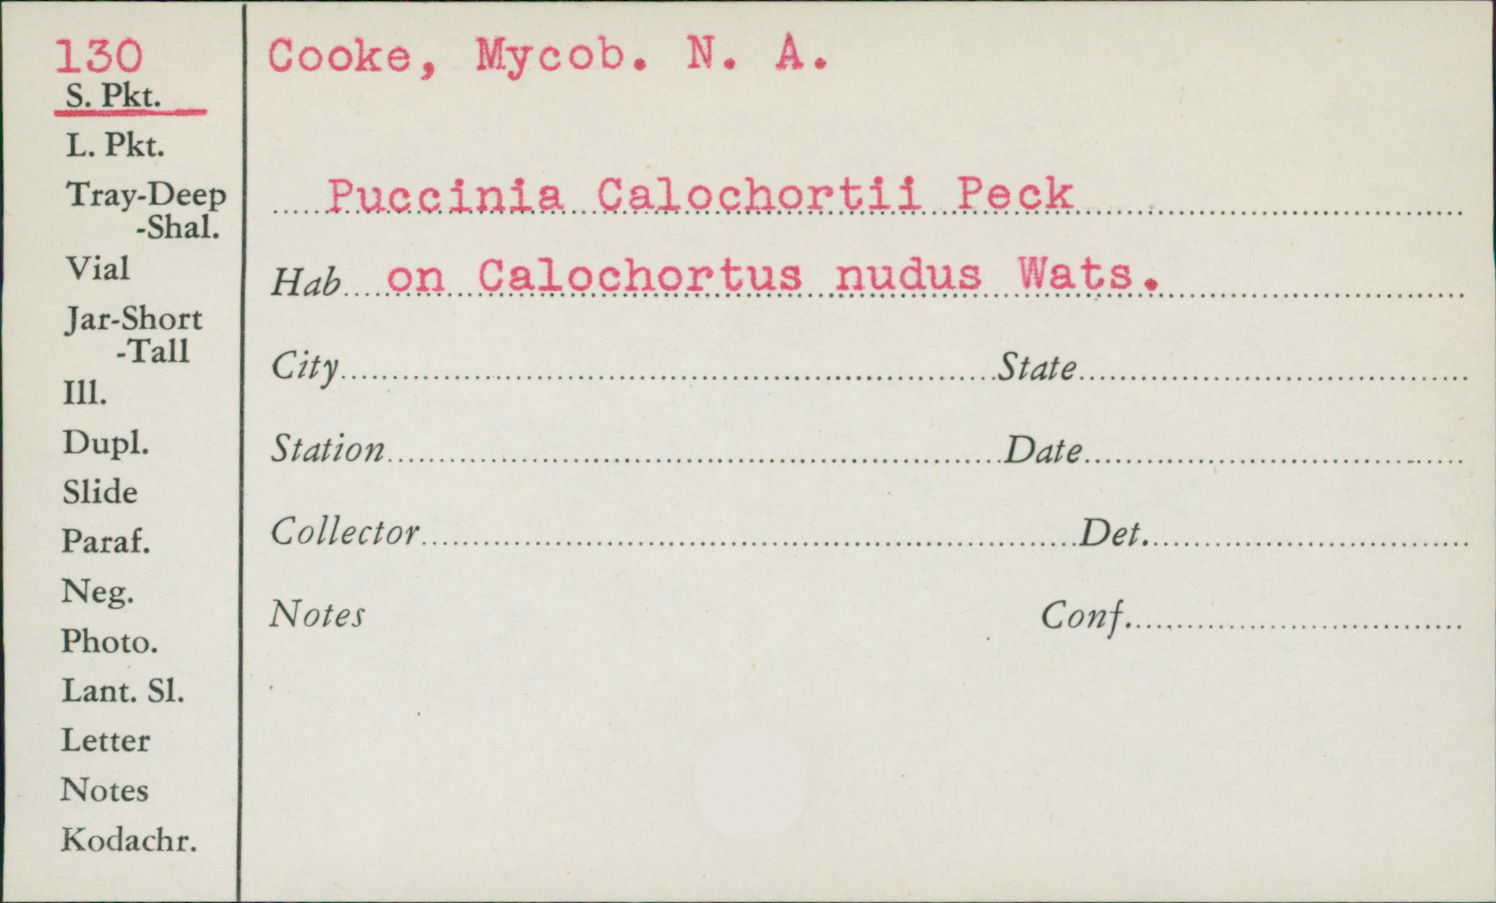 130
S. Pkt.
L. Pkt.
Tray-Deep
-Shal.
Vial
Jar-Short
-Tall
Ill.
Dupl.
Slide
Paraf.
Neg.
Photo.
Lant. Sl.
Letter
Notes
Kodachr.
Cooke, Mycob. N. A.
Puccinia Calochortii Peck
Hab on Calochortus nudus Wats.
City State
Station Date
Collector Det.
Notes Conf.